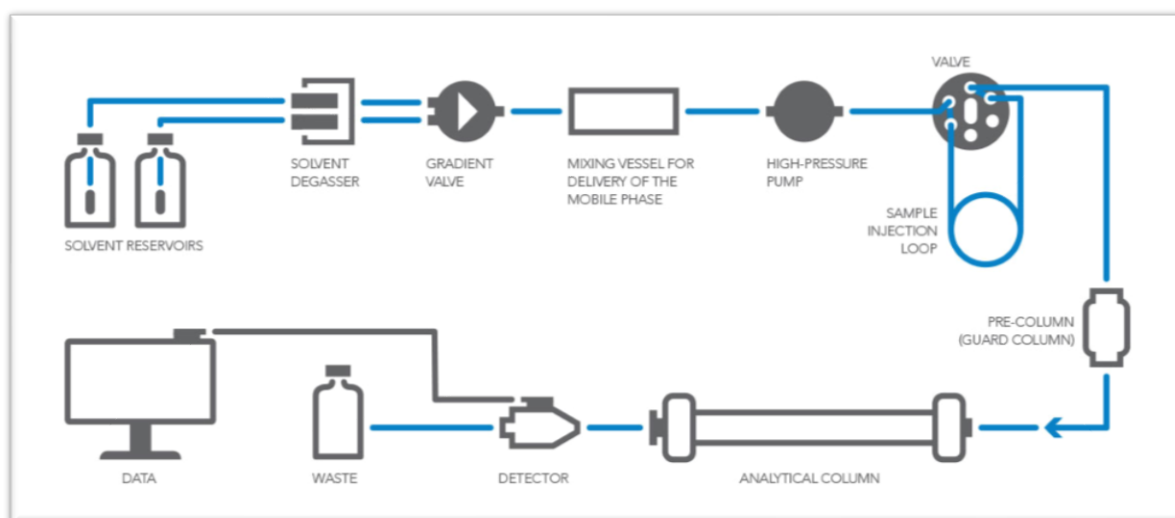 VALVE
SOLVENT
DEGASSER
GRADIENT
VALVE
MIXING VESSEL FOR
DELIVERY OF THE
MOBILE PHASE
HIGH-PRESSURE
PUMP
SAMPLE
INJECTION
LOOP
SOLVENT RESERVOIRS
PRE-COLUMN
(GUARD COLUMN)
DATA
WASTE
DETECTOR
ANALYTICAL COLUMN